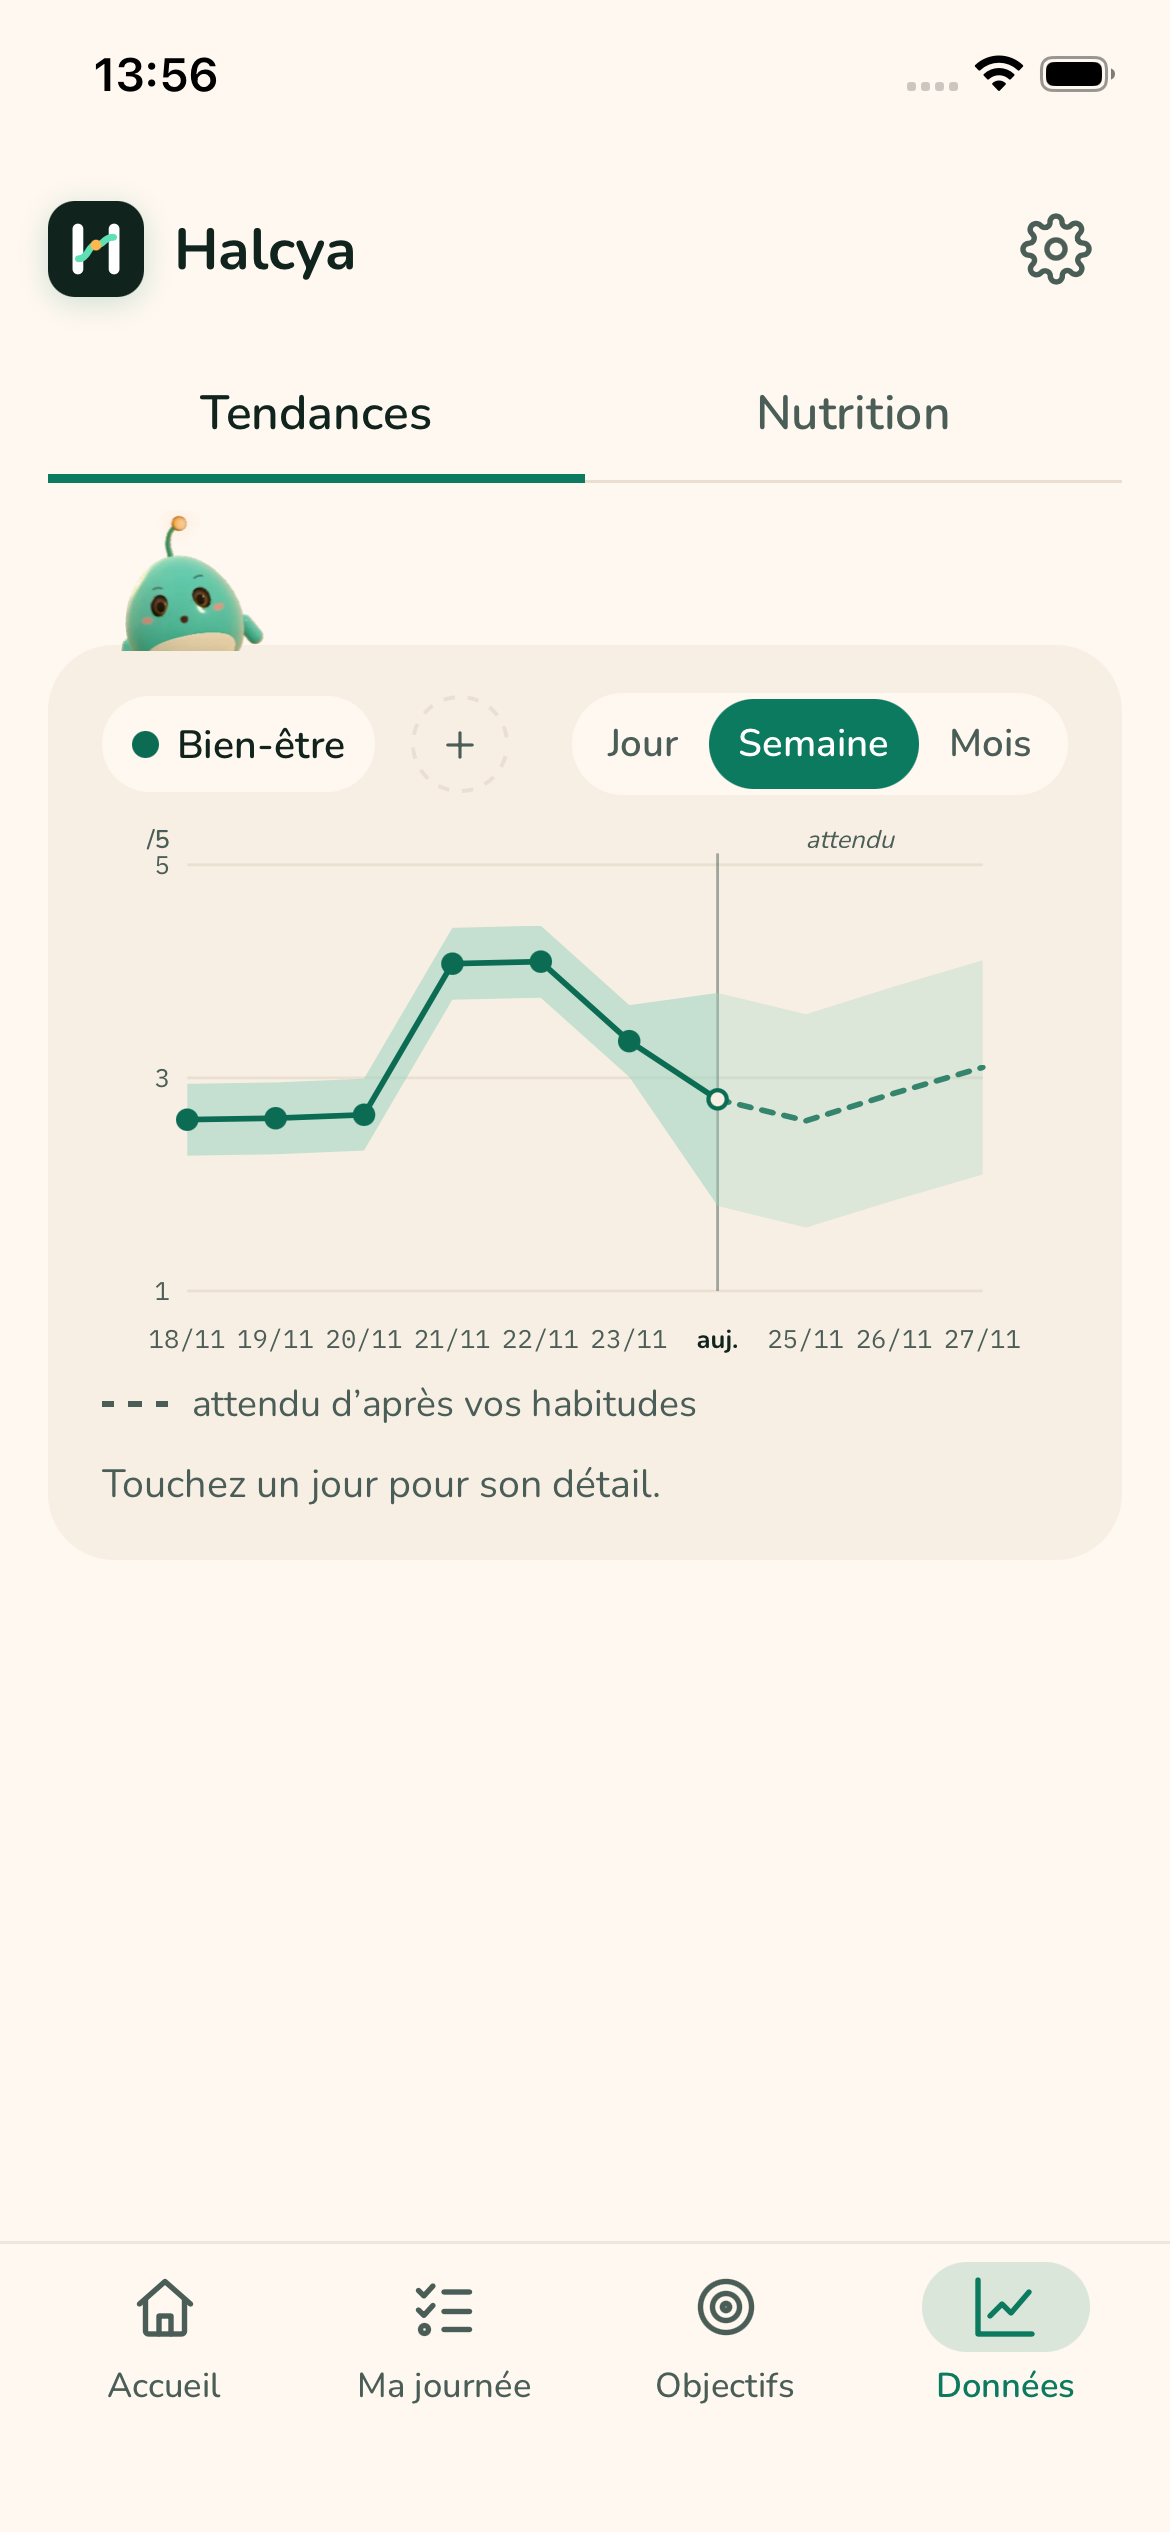 13:56
Halcya
Tendances Nutrition
Bien-être + Jour Semaine Mois
/5 attendu
5
3
1
18/11 19/11 20/11 21/11 22/11 23/11 auj. 25/11 26/11 27/11
attendu d’après vos habitudes
Touchez un jour pour son détail.
Accueil Ma journée Objectifs Données